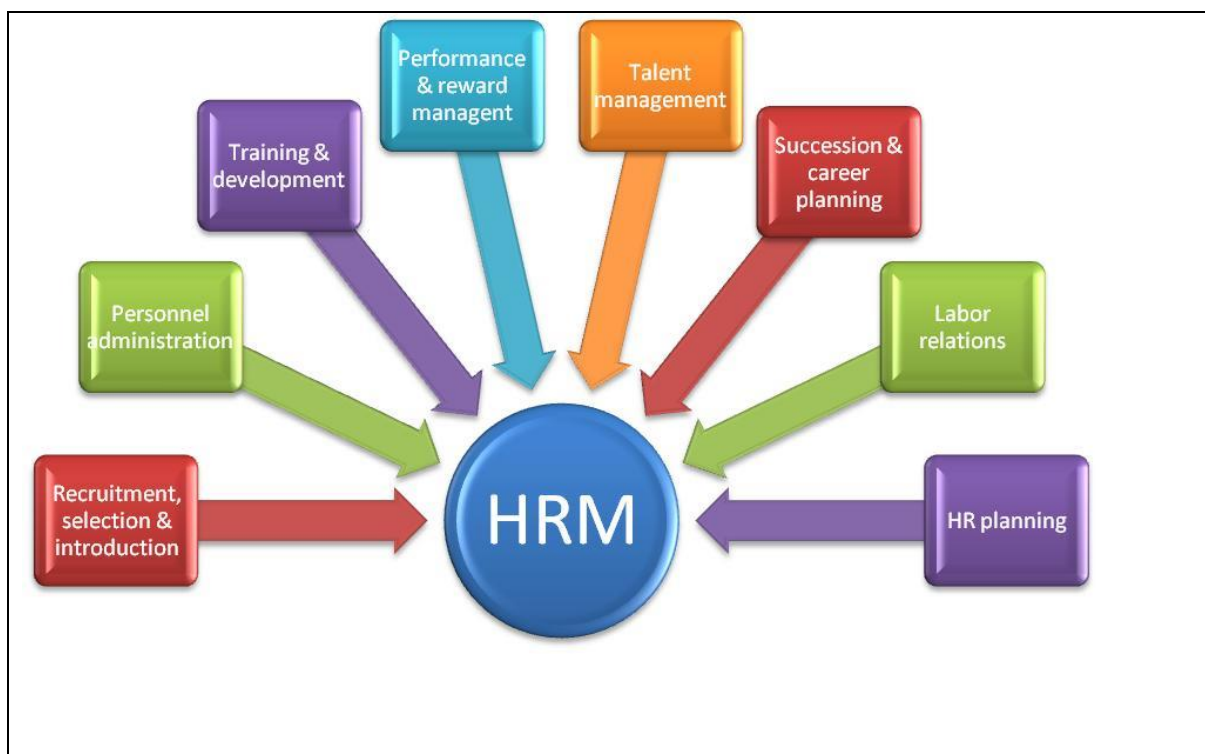 Recruitment,
selection &
introduction
Personnel
administration
Training &
development
Performance
& reward
managent
Talent
management
Succession &
career
planning
Labor
relations
HR planning
HRM